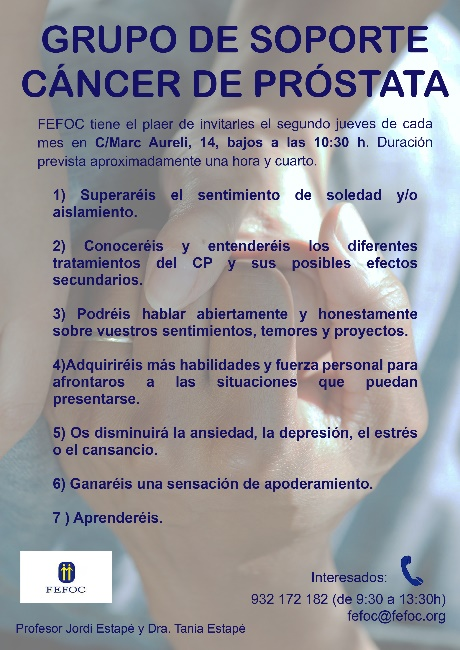 GRUPO DE SOPORTE
CÁNCER DE PRÓSTATA
FEFOC tiene el plaer de invitarles el segundo jueves de cada
mes en C/Marc Aureli, 14, bajos a las 10:30 h. Duración
prevista aproximadamente una hora y cuarto.
1) Superaréis el sentimiento de soledad y/o
aislamiento.
2) Conoceréis y entenderéis los diferentes
tratamientos del CP y sus posibles efectos
secundarios.
3) Podréis hablar abiertamente y honestamente
sobre vuestros sentimientos, temores y proyectos.
4)Adquiriréis más habilidades y fuerza personal para
afrontaros a las situaciones que puedan
presentarse.
5) Os disminuirá la ansiedad, la depresión, el estrés
o el cansancio.
6) Ganaréis una sensación de apoderamiento.
7 ) Aprenderéis.
FEFOC
Interesados:
932 172 182 (de 9:30 a 13:30h)
fefoc@fefoc.org
Profesor Jordi Estapé y Dra. Tania Estapé